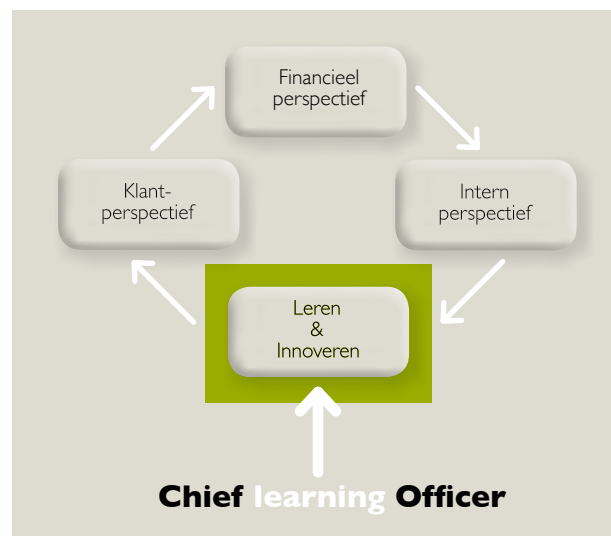 Financieel
perspectief
Klant-
perspectief
Intern
perspectief
Leren
&
Innoveren
Chief learning Officer